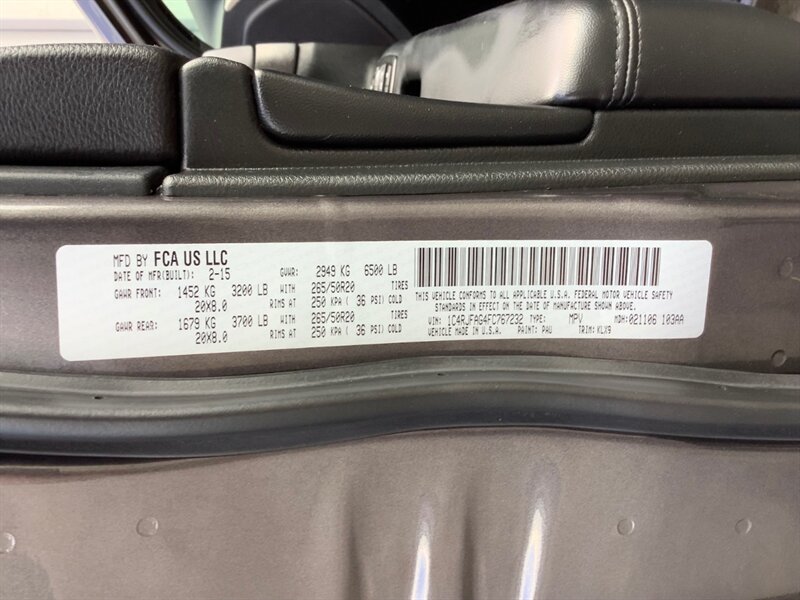 MFD BY FCA US LLC
DATE OF MFR(BUILT): 2-15 GVWR: 2949 KG 6500 LB
GAWR FRONT: 1452 KG 3200 LB WITH 265/50R20 TIRES
20X8.0 RIMS AT 250 KPA ( 36 PSI) COLD
GAWR REAR: 1679 KG 3700 LB WITH 265/50R20 TIRES
20X8.0 RIMS AT 250 KPA ( 36 PSI) COLD
THIS VEHICLE CONFORMS TO ALL APPLICABLE U.S.A. FEDERAL MOTOR VEHICLE SAFETY
STANDARDS IN EFFECT ON THE DATE OF MANUFACTURE SHOWN ABOVE.
VIN: 1C4RJFAG4FC767232 TYPE: MPV MDH: 021106 103AA
VEHICLE MADE IN U.S.A. PAINT: PAU TRIM: KLX9